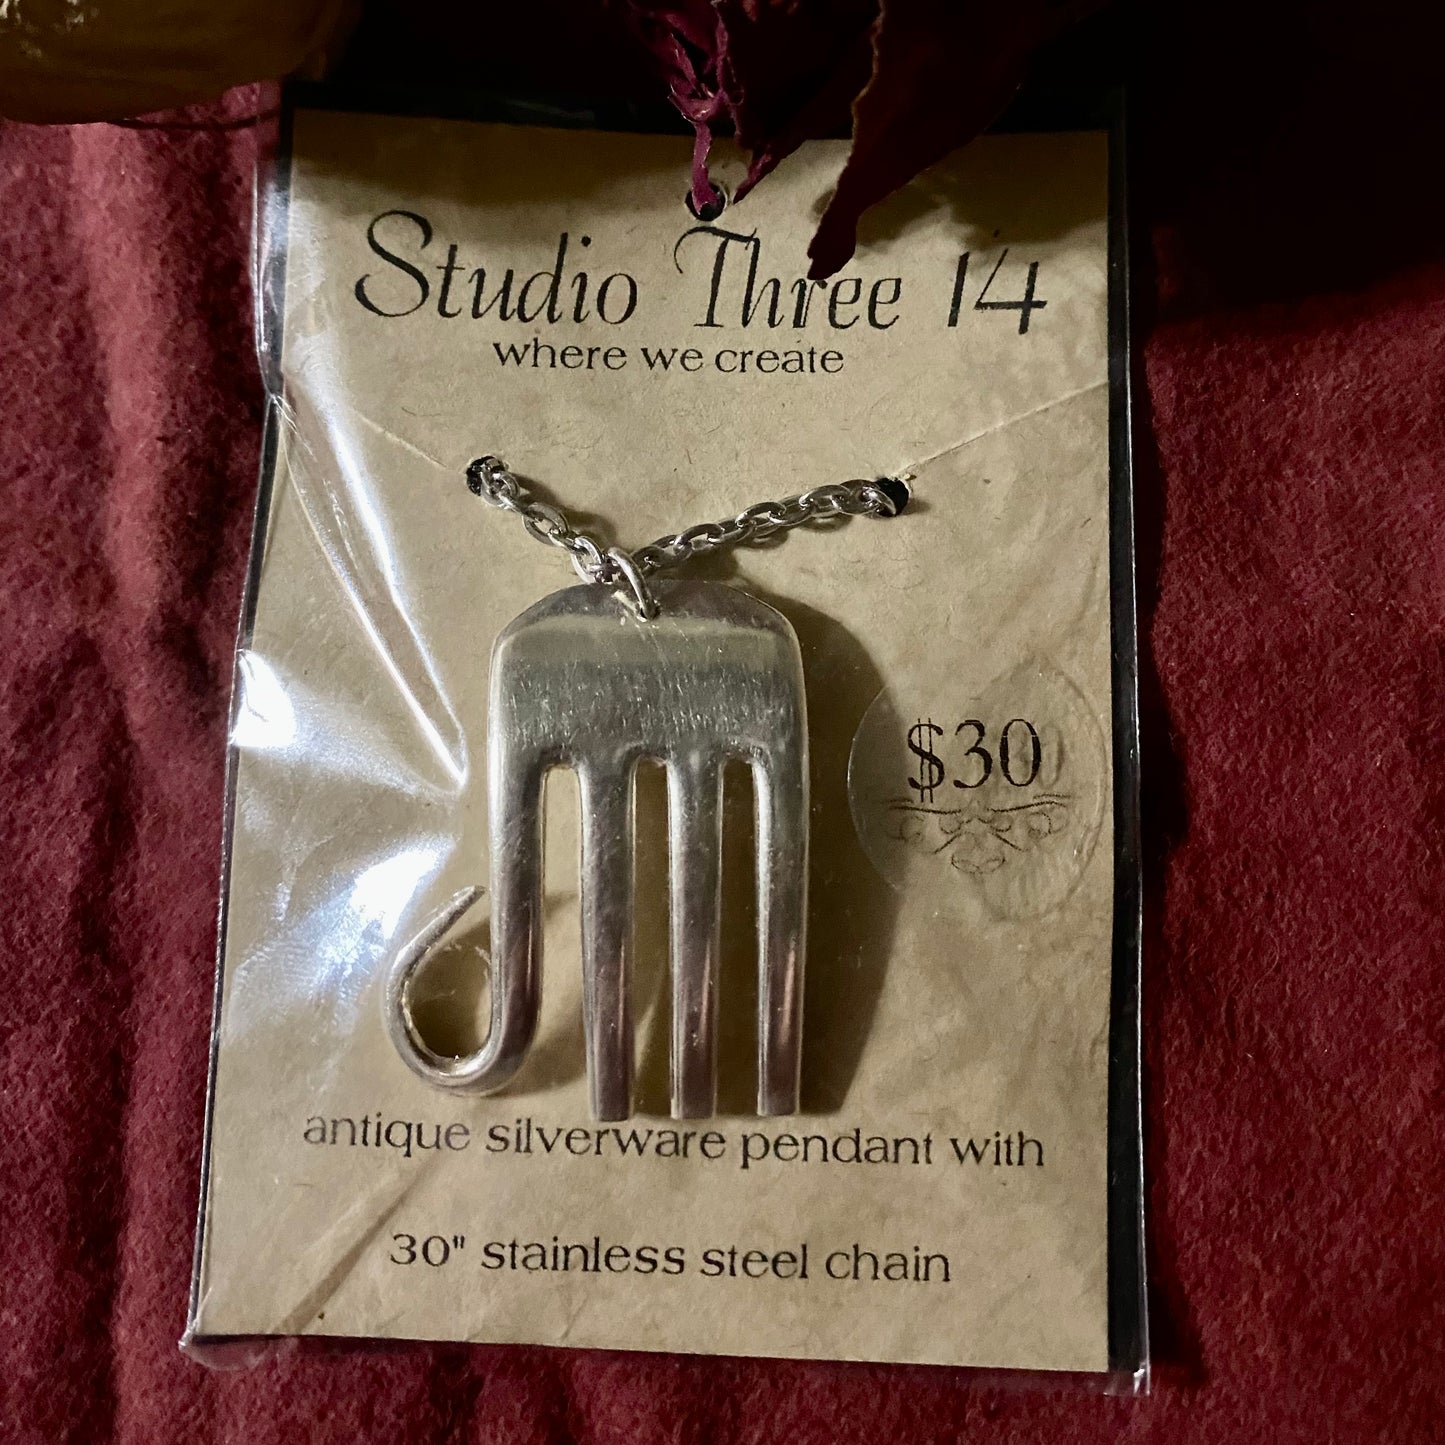 Studio Three 14
where we create
$30
antique silverware pendant with
30" stainless steel chain